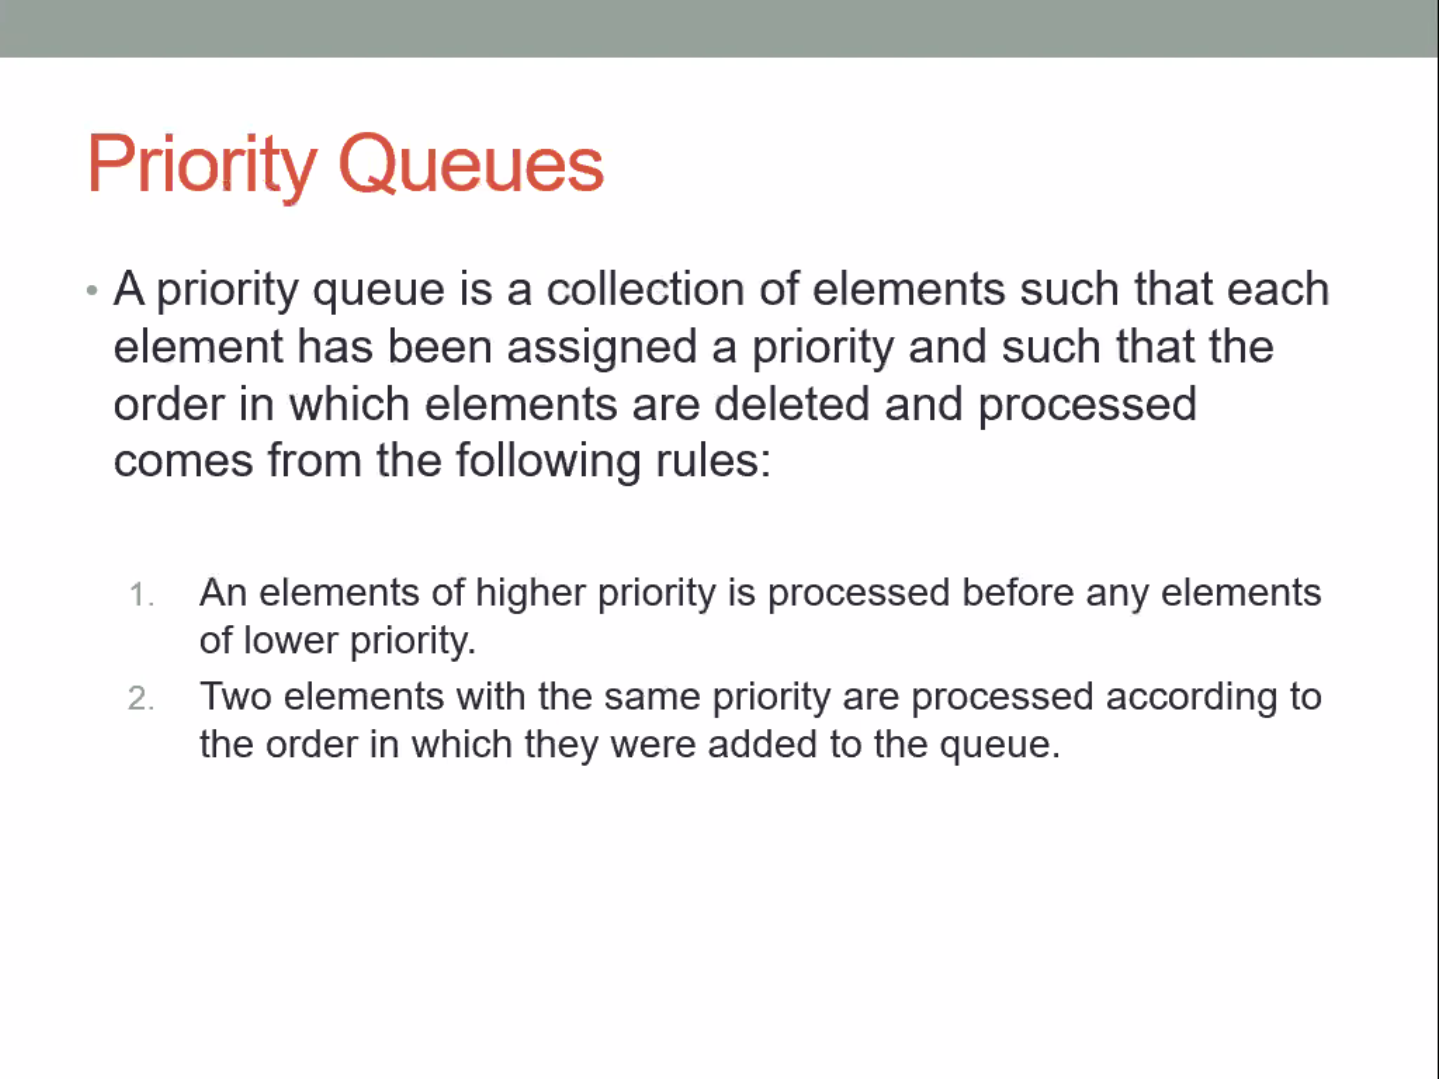 Priority Queues
• A priority queue is a collection of elements such that each
element has been assigned a priority and such that the
order in which elements are deleted and processed
comes from the following rules:
1. An elements of higher priority is processed before any elements
of lower priority.
2. Two elements with the same priority are processed according to
the order in which they were added to the queue.